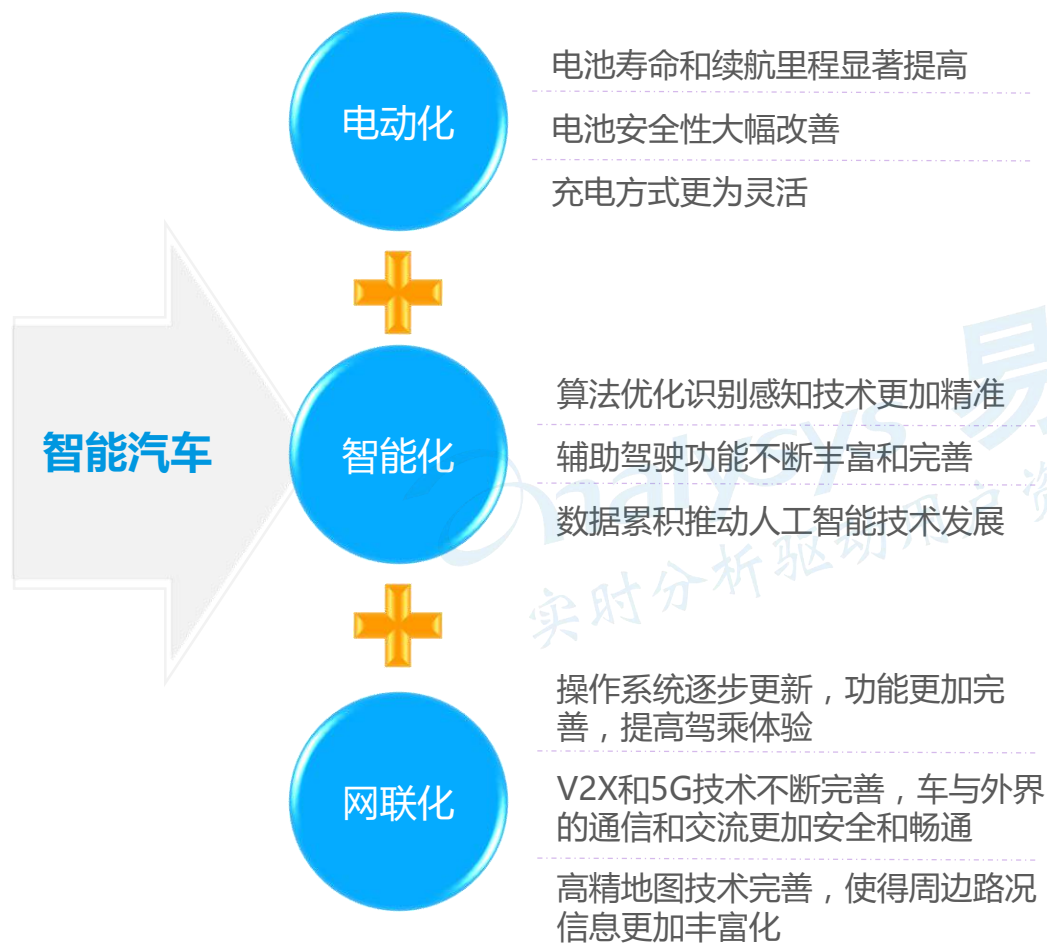 电动化
电池寿命和续航里程显著提高
电池安全性大幅改善
充电方式更为灵活
智能汽车
智能化
算法优化识别感知技术更加精准
辅助驾驶功能不断丰富和完善
数据累积推动人工智能技术发展
nalysys 易
实时分析驱动用户资
网联化
操作系统逐步更新，功能更加完
善，提高驾乘体验
V2X和5G技术不断完善，车与外界
的通信和交流更加安全和畅通
高精地图技术完善，使得周边路况
信息更加丰富化